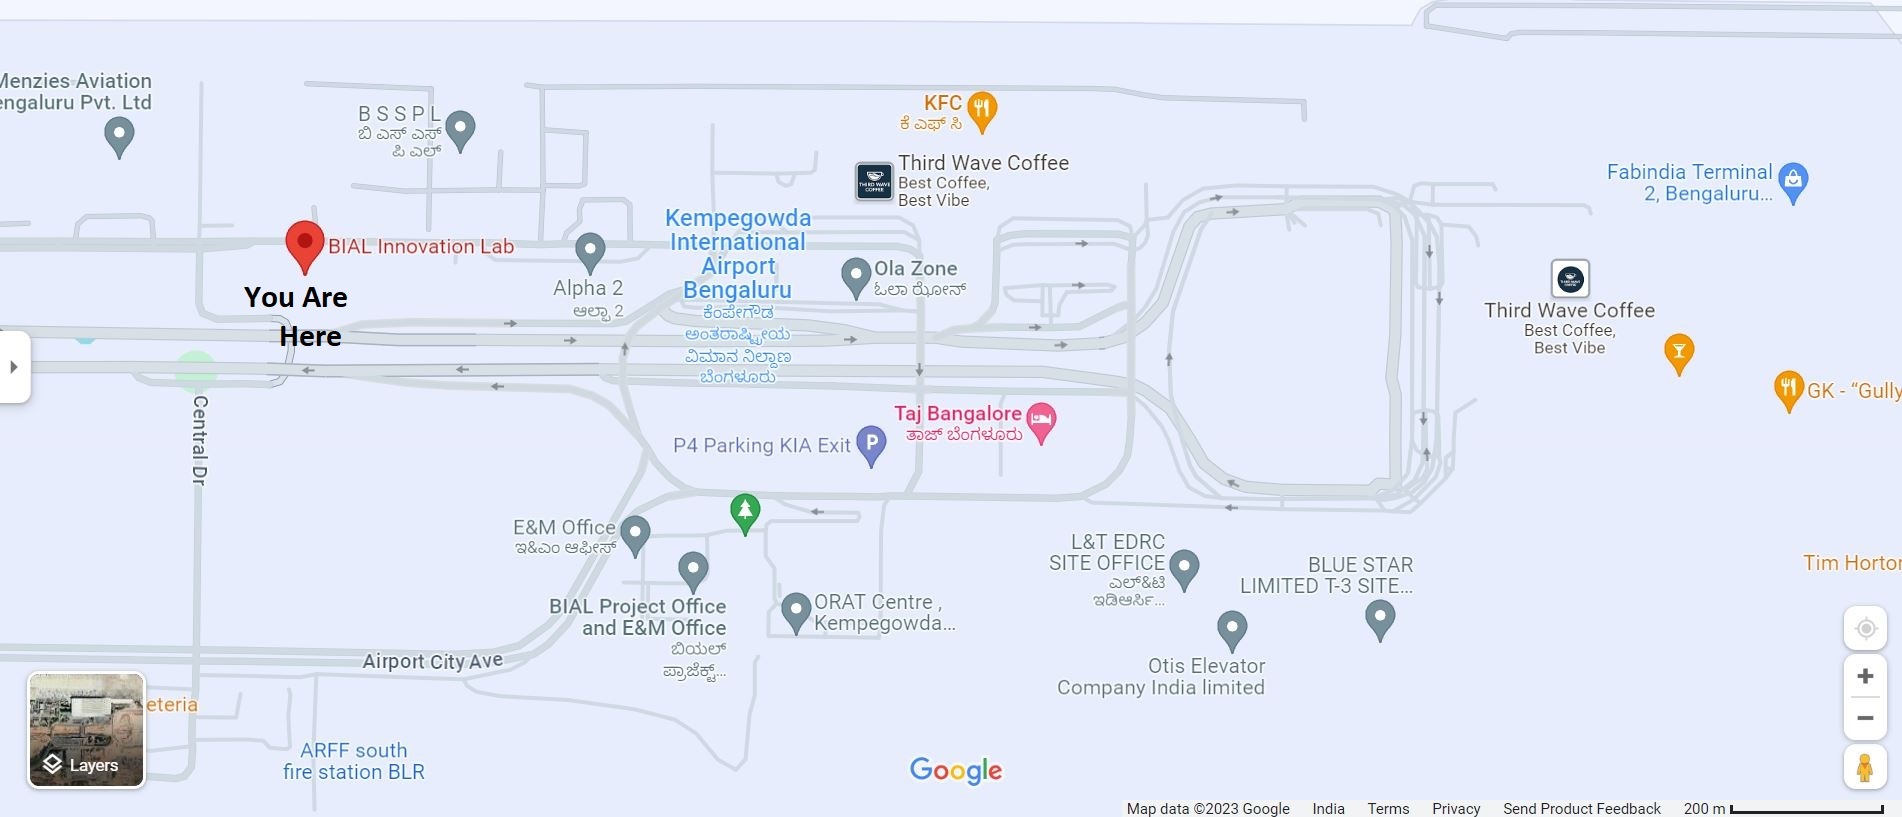 Menzies Aviation
engaluru Pvt. Ltd
B S S P L
ಬಿ ಎಸ್ ಎಸ್
ಪಿ ಎಲ್
KFC
ಕೆ ಎಫ್ ಸಿ
Third Wave Coffee
Best Coffee,
Best Vibe
THIRD WAVE
COFFEE
Fabindia Terminal
2, Bengaluru...
BIAL Innovation Lab
You Are
Here
Alpha 2
ಆಲ್ಫಾ 2
Kempegowda
International
Airport
Bengaluru
ಕೆಂಪೇಗೌಡ
ಅಂತರಾಷ್ಟ್ರೀಯ
ವಿಮಾನ ನಿಲ್ದಾಣ
ಬೆಂಗಳೂರು
Ola Zone
ಓಲಾ ಝೋನ್
Third Wave Coffee
Best Coffee,
Best Vibe
GK - “Gully
Central Dr
Taj Bangalore
ತಾಜ್ ಬೆಂಗಳೂರು
P4 Parking KIA Exit
P
E&M Office
ಇ&ಎಂ ಆಫೀಸ್
BIAL Project Office
and E&M Office
ಬಿಯಲ್
ಪ್ರಾಜೆಕ್ಟ್...
ORAT Centre ,
Kempegowda...
L&T EDRC
SITE OFFICE
ಎಲ್&ಟಿ
ಇಡಿಆರ್ಸಿ...
BLUE STAR
LIMITED T-3 SITE...
Tim Horton
Otis Elevator
Company India limited
Airport City Ave
eteria
ARFF south
fire station BLR
Layers
Google
Map data ©2023 Google India Terms Privacy Send Product Feedback 200 m